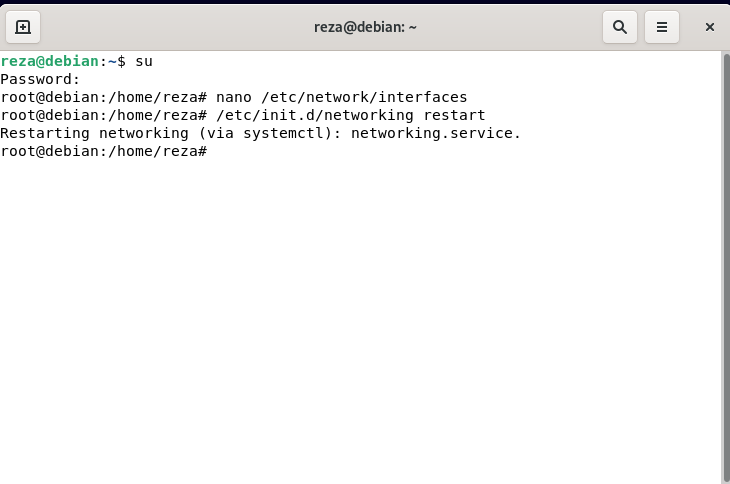 reza@debian: ~
reza@debian:~$ su
Password:
root@debian:/home/reza# nano /etc/network/interfaces
root@debian:/home/reza# /etc/init.d/networking restart
Restarting networking (via systemctl): networking.service.
root@debian:/home/reza#